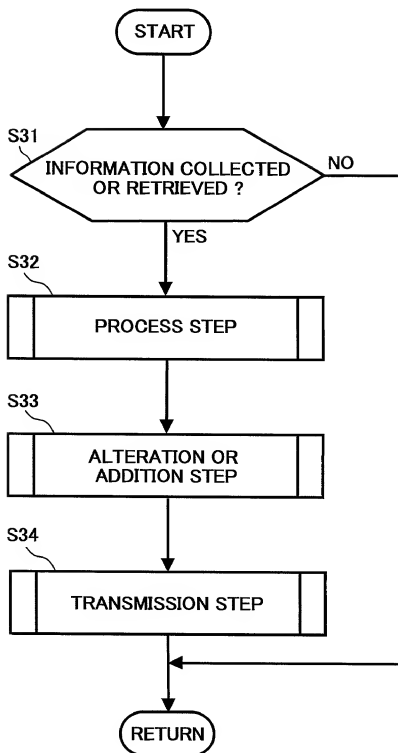 START
S31
INFORMATION COLLECTED
OR RETRIEVED ?
NO
YES
S32
PROCESS STEP
S33
ALTERATION OR
ADDITION STEP
S34
TRANSMISSION STEP
RETURN